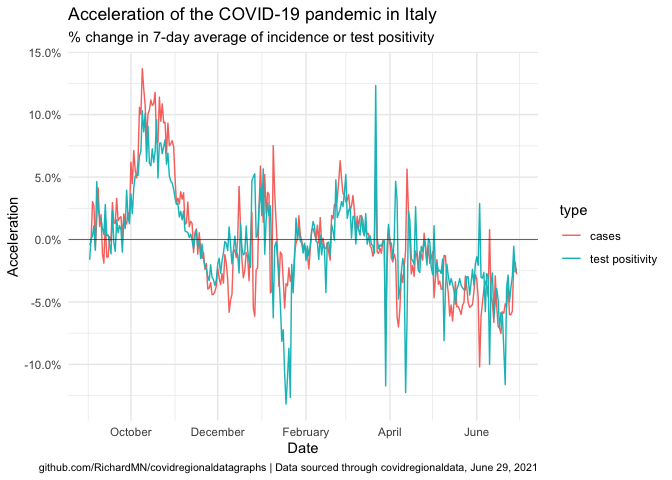 Acceleration of the COVID-19 pandemic in Italy
% change in 7-day average of incidence or test positivity
15.0%
10.0%
5.0%
0.0%
-5.0%
-10.0%
Acceleration
October December February April June
Date
type
cases
test positivity
github.com/RichardMN/covidregionaldatagraphs | Data sourced through covidregionaldata, June 29, 2021